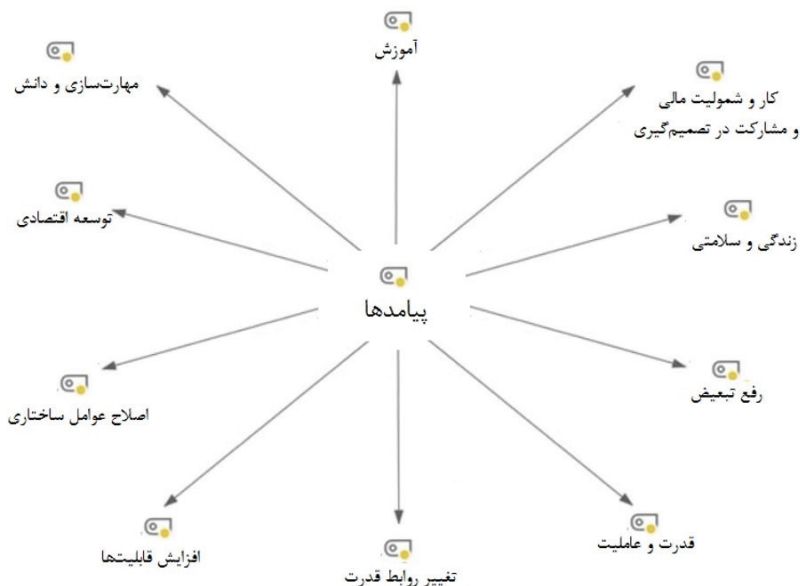 آموزش
مهارت‌سازی و دانش
کار و شمولیت مالی
و مشارکت در تصمیم‌گیری
توسعه اقتصادی
زندگی و سلامتی
پیامدها
رفع تبعیض
اصلاح عوامل ساختاری
قدرت و عاملیت
افزایش قابلیت‌ها
تغییر روابط قدرت